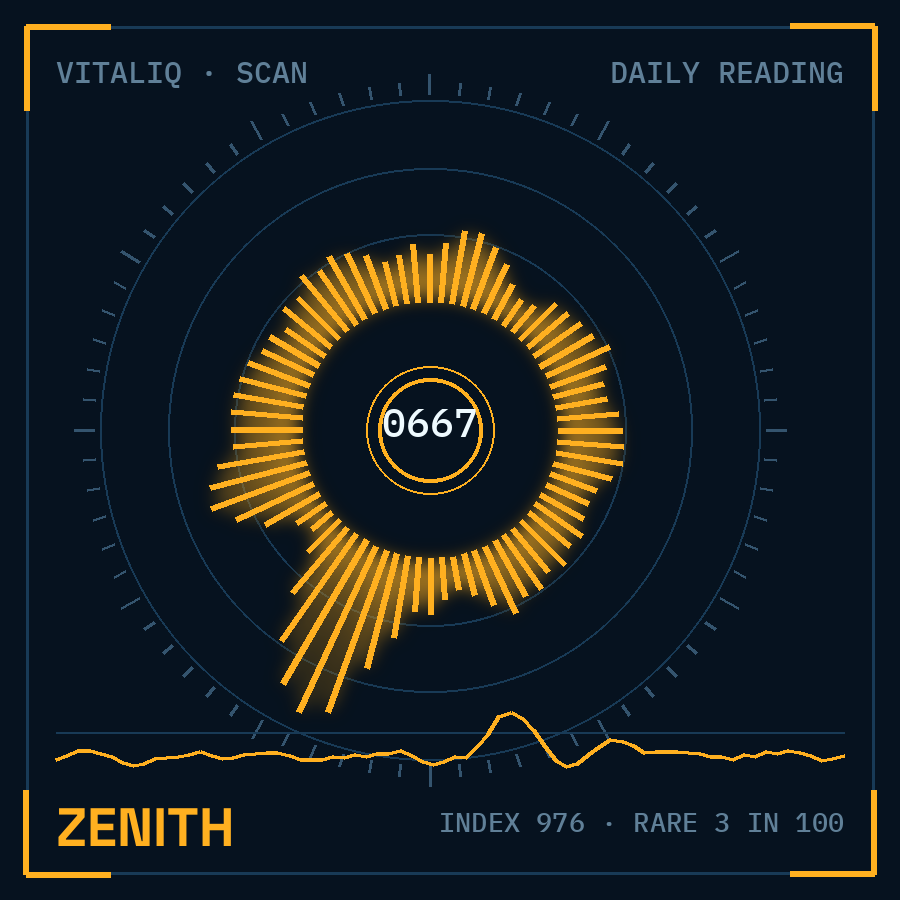 VITALIQ · SCAN
DAILY READING
0667
ZENITH
INDEX 976 · RARE 3 IN 100